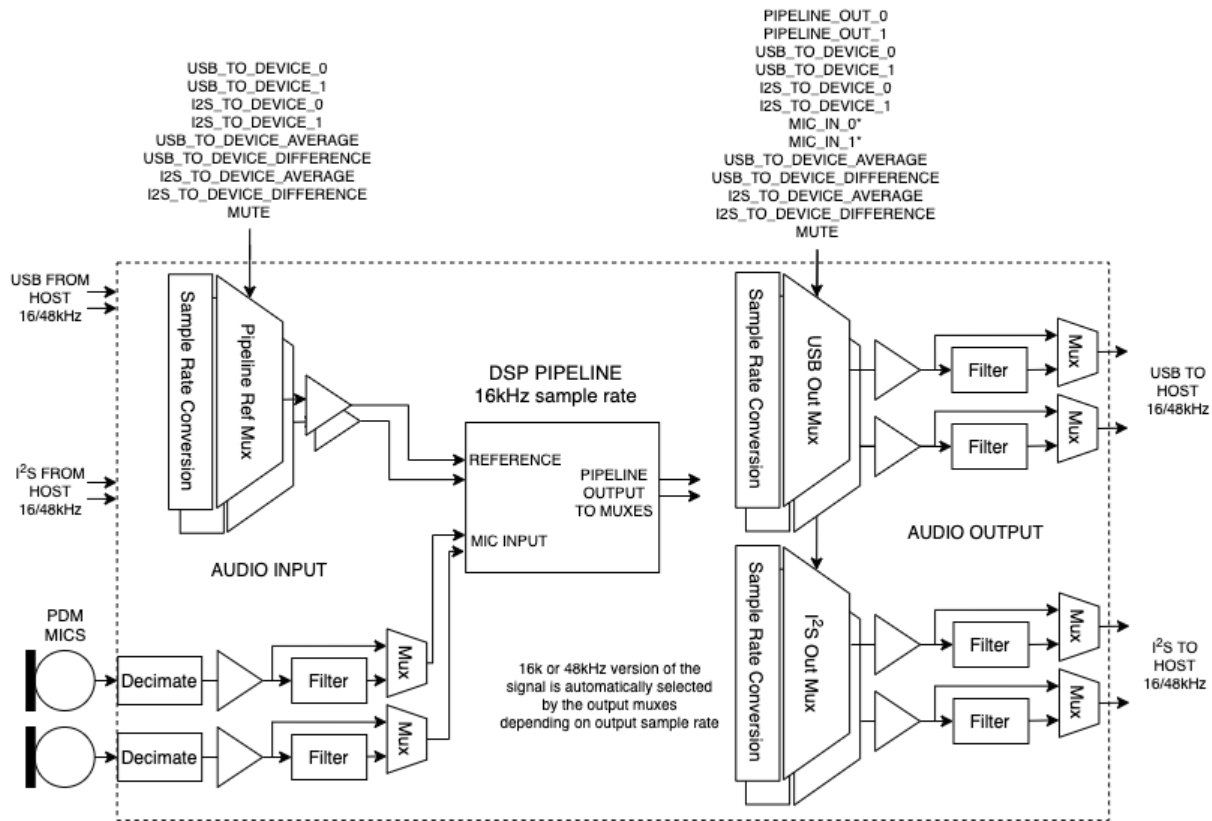 PIPELINE_OUT_0
PIPELINE_OUT_1
USB_TO_DEVICE_0
USB_TO_DEVICE_1
I2S_TO_DEVICE_0
I2S_TO_DEVICE_1
MIC_IN_0*
MIC_IN_1*
USB_TO_DEVICE_AVERAGE
USB_TO_DEVICE_DIFFERENCE
I2S_TO_DEVICE_AVERAGE
I2S_TO_DEVICE_DIFFERENCE
MUTE
USB_TO_DEVICE_0
USB_TO_DEVICE_1
I2S_TO_DEVICE_0
I2S_TO_DEVICE_1
USB_TO_DEVICE_AVERAGE
USB_TO_DEVICE_DIFFERENCE
I2S_TO_DEVICE_AVERAGE
I2S_TO_DEVICE_DIFFERENCE
MUTE
USB FROM
HOST
16/48kHz
Sample Rate Conversion
Pipeline Ref Mux
I²S FROM
HOST
16/48kHz
AUDIO INPUT
DSP PIPELINE
16kHz sample rate
REFERENCE
PIPELINE
OUTPUT
TO MUXES
MIC INPUT
Sample Rate Conversion
USB Out Mux
Filter
Mux
Filter
Mux
USB TO
HOST
16/48kHz
AUDIO OUTPUT
Sample Rate Conversion
I²S Out Mux
Filter
Mux
Filter
Mux
I²S TO
HOST
16/48kHz
PDM
MICS
Decimate
Filter
Mux
Decimate
Filter
Mux
16k or 48kHz version of the
signal is automatically selected
by the output muxes
depending on output sample rate